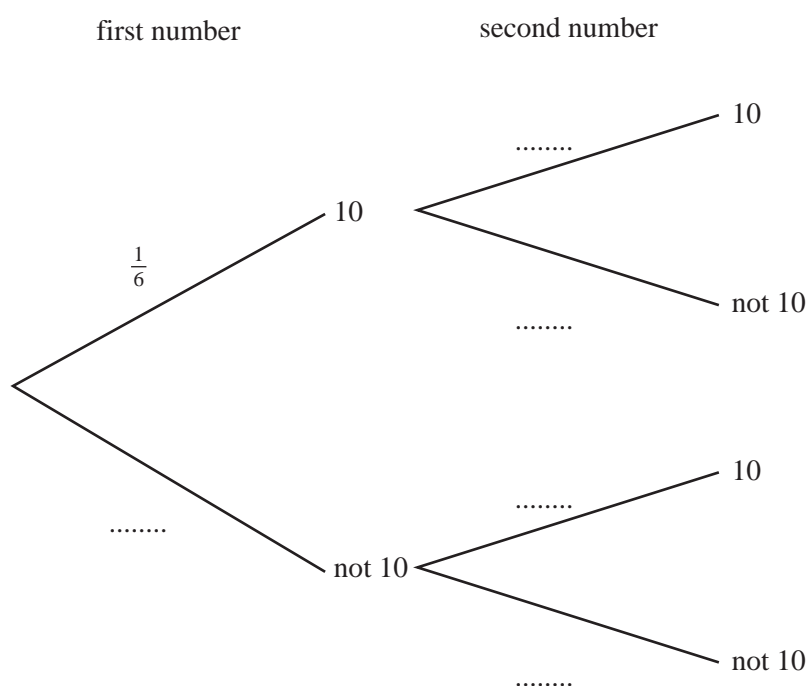 first number second number
10
........
10
1/6
not 10
........
10
........
........
not 10
not 10
........